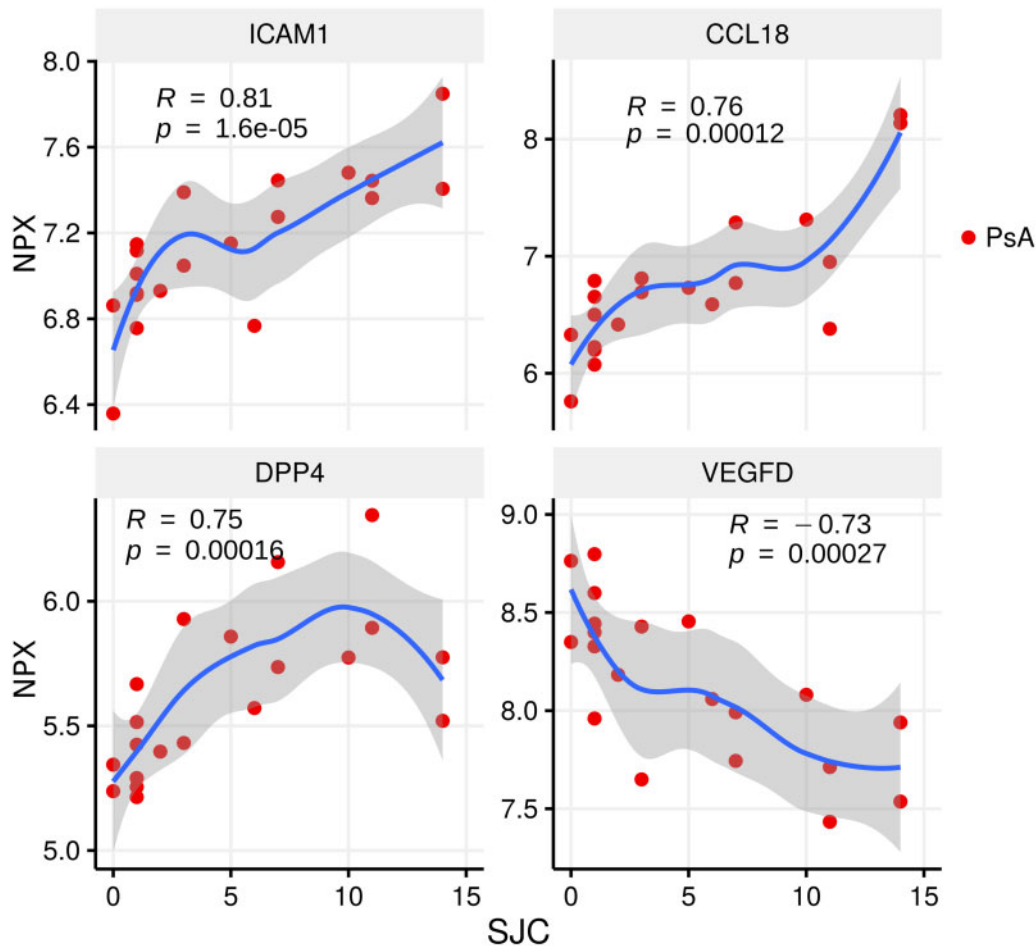 ICAM1
CCL18
8.0
7.6
7.2
6.8
6.4
NPX
R = 0.81
p = 1.6e-05
8
7
6
R = 0.76
p = 0.00012
PsA
DPP4
VEGFD
6.0
5.5
5.0
NPX
R = 0.75
p = 0.00016
9.0
8.5
8.0
7.5
R = −0.73
p = 0.00027
0 5 10 15
0 5 10 15
SJC